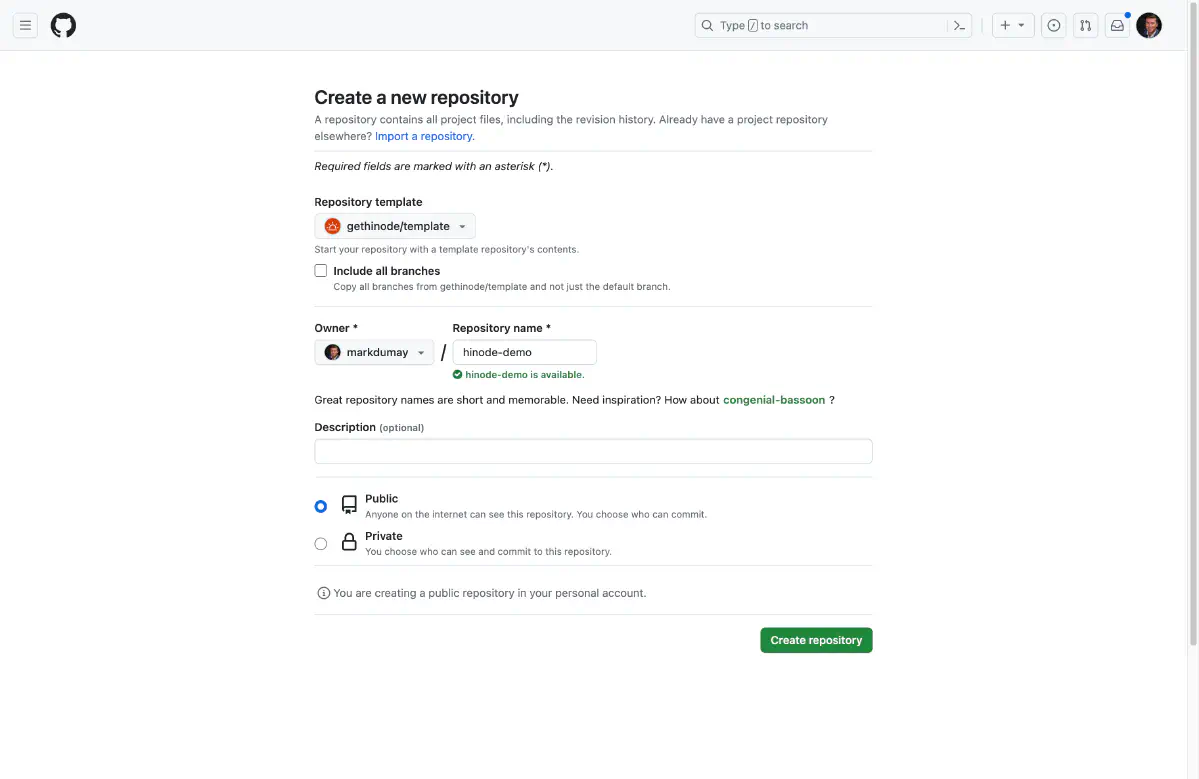 Type / to search
Create a new repository
A repository contains all project files, including the revision history. Already have a project repository
elsewhere? Import a repository.
Required fields are marked with an asterisk (*).
Repository template
gethinode/template
Start your repository with a template repository's contents.
Include all branches
Copy all branches from gethinode/template and not just the default branch.
Owner * Repository name *
markdumay / hinode-demo
hinode-demo is available.
Great repository names are short and memorable. Need inspiration? How about congenial-bassoon ?
Description (optional)
Public
Anyone on the internet can see this repository. You choose who can commit.
Private
You choose who can see and commit to this repository.
You are creating a public repository in your personal account.
Create repository